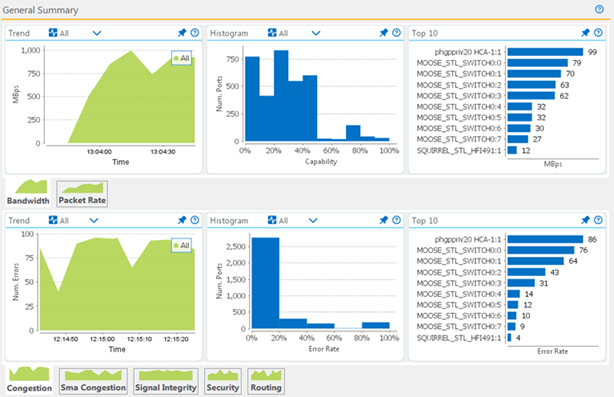 General Summary
Trend All
1,000
750
500
250
0
MBps
All
13:04:00 13:04:30
Time
Histogram All
750
500
250
0
Num. Ports
0% 20% 40% 60% 80% 100%
Capability
Top 10
phgppriv20 HCA-1:1 99
MOOSE_STL_SWITCH0:0 79
MOOSE_STL_SWITCH0:1 70
MOOSE_STL_SWITCH0:2 63
MOOSE_STL_SWITCH0:3 62
MOOSE_STL_SWITCH0:4 32
MOOSE_STL_SWITCH0:5 32
MOOSE_STL_SWITCH0:6 30
MOOSE_STL_SWITCH0:7 27
SQUIRREL_STL_HFI491:1 12
MBps
Bandwidth Packet Rate
Trend All
100
75
50
25
0
Num. Errors
All
12:14:50 12:15:00 12:15:10 12:15:20
Time
Histogram All
2,500
2,000
1,500
1,000
500
0
Num. Ports
0% 20% 40% 60% 80% 100%
Error Rate
Top 10
phgppriv20 HCA-1:1 86
MOOSE_STL_SWITCH0:0 76
MOOSE_STL_SWITCH0:1 64
MOOSE_STL_SWITCH0:2 43
MOOSE_STL_SWITCH0:3 31
MOOSE_STL_SWITCH0:4 14
MOOSE_STL_SWITCH0:5 12
MOOSE_STL_SWITCH0:6 10
MOOSE_STL_SWITCH0:7 9
SQUIRREL_STL_HFI491:1 4
Error Rate
Congestion Sma Congestion Signal Integrity Security Routing